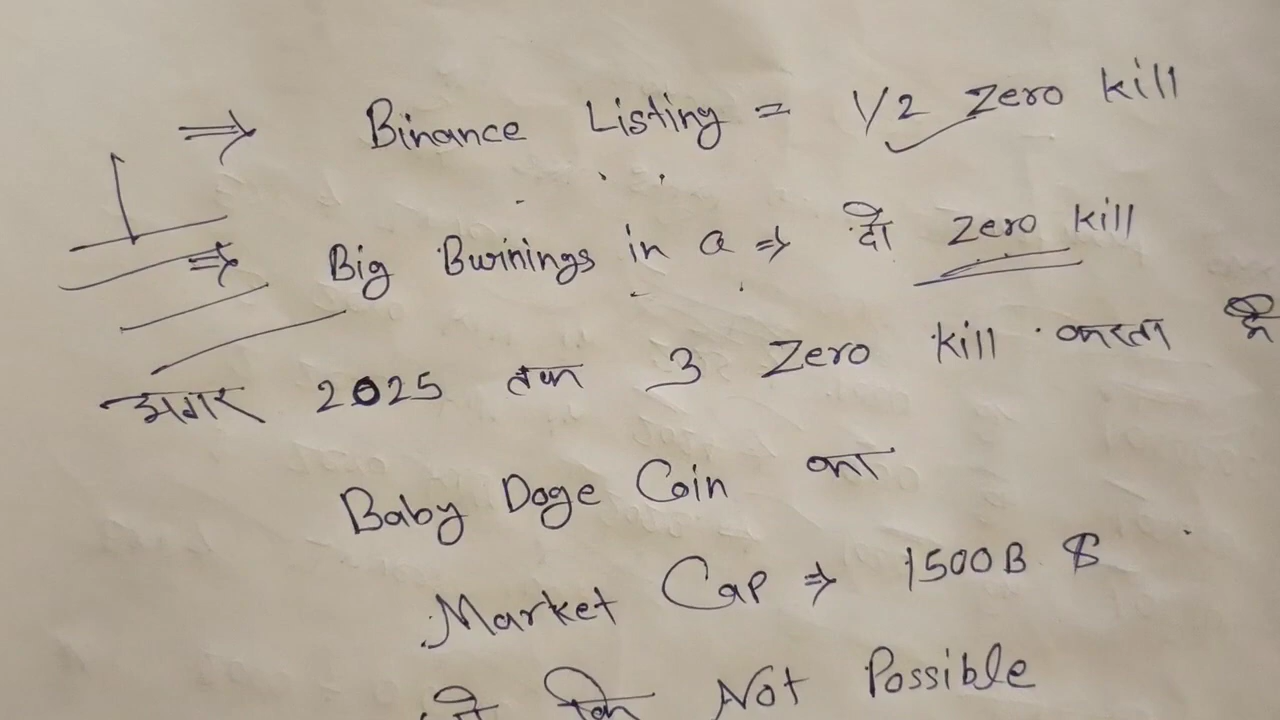 ⇒ Binance Listing = 1/2 Zero kill
⇒ Big Burinings in a ⇒ दो Zero kill
अगर 2025 तक 3 Zero kill करता है
Baby Doge Coin का
Market Cap ⇒ 1500B $
Not Possible